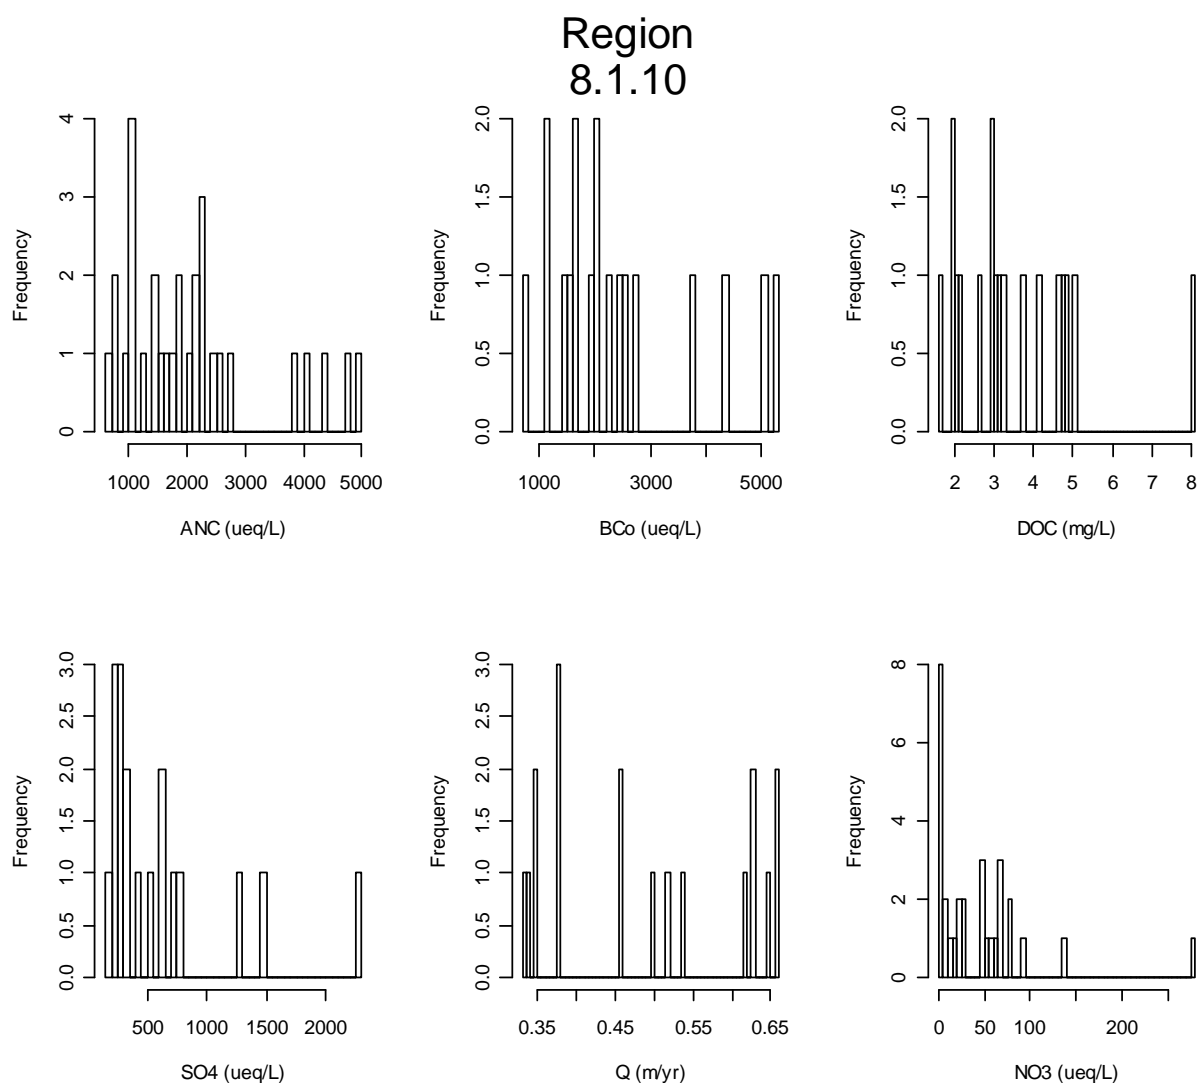 Region
8.1.10
4
3
2
1
0
Frequency
1000 2000 3000 4000 5000
ANC (ueq/L)
2.0
1.5
1.0
0.5
0.0
Frequency
1000 3000 5000
BCo (ueq/L)
2.0
1.5
1.0
0.5
0.0
Frequency
2 3 4 5 6 7 8
DOC (mg/L)
3.0
2.5
2.0
1.5
1.0
0.5
0.0
Frequency
500 1000 1500 2000
SO4 (ueq/L)
3.0
2.5
2.0
1.5
1.0
0.5
0.0
Frequency
0.35 0.45 0.55 0.65
Q (m/yr)
8
6
4
2
0
Frequency
0 50 100 200
NO3 (ueq/L)